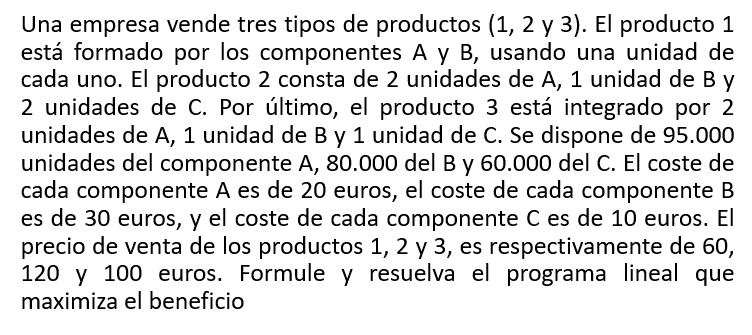 Una empresa vende tres tipos de productos (1, 2 y 3). El producto 1
está formado por los componentes A y B, usando una unidad de
cada uno. El producto 2 consta de 2 unidades de A, 1 unidad de B y
2 unidades de C. Por último, el producto 3 está integrado por 2
unidades de A, 1 unidad de B y 1 unidad de C. Se dispone de 95.000
unidades del componente A, 80.000 del B y 60.000 del C. El coste de
cada componente A es de 20 euros, el coste de cada componente B
es de 30 euros, y el coste de cada componente C es de 10 euros. El
precio de venta de los productos 1, 2 y 3, es respectivamente de 60,
120 y 100 euros. Formule y resuelva el programa lineal que
maximiza el beneficio